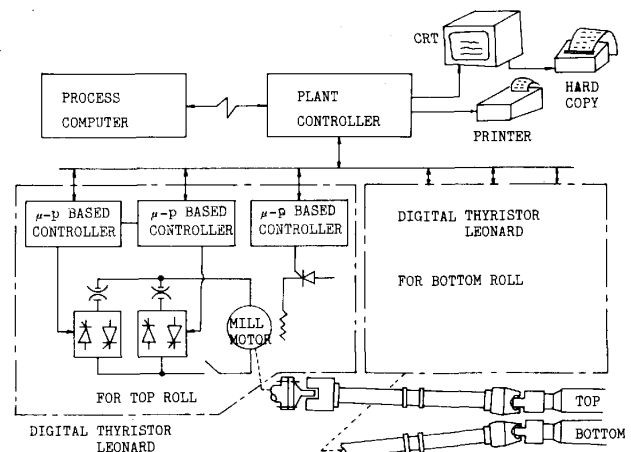 CRT
HARD
COPY
PROCESS
COMPUTER
PLANT
CONTROLLER
PRINTER
μ-p BASED
CONTROLLER
μ-p BASED
CONTROLLER
μ-p BASED
CONTROLLER
DIGITAL THYRISTOR
LEONARD
FOR BOTTOM ROLL
MILL
MOTOR
FOR TOP ROLL
TOP
DIGITAL THYRISTOR
LEONARD
BOTTOM